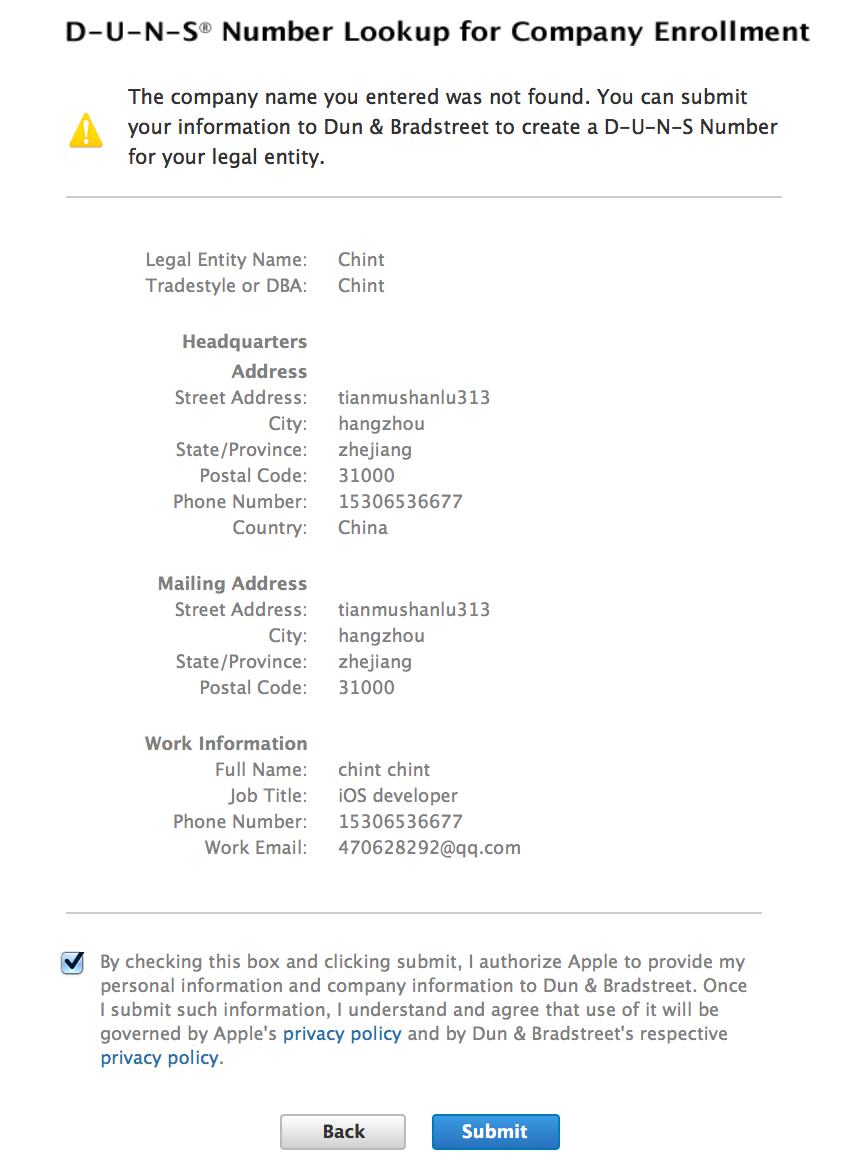 D-U-N-S® Number Lookup for Company Enrollment
The company name you entered was not found. You can submit
your information to Dun & Bradstreet to create a D-U-N-S Number
for your legal entity.
Legal Entity Name: Chint
Tradestyle or DBA: Chint
Headquarters
Address
Street Address: tianmushanlu313
City: hangzhou
State/Province: zhejiang
Postal Code: 31000
Phone Number: 15306536677
Country: China
Mailing Address
Street Address: tianmushanlu313
City: hangzhou
State/Province: zhejiang
Postal Code: 31000
Work Information
Full Name: chint chint
Job Title: iOS developer
Phone Number: 15306536677
Work Email: 470628292@qq.com
By checking this box and clicking submit, I authorize Apple to provide my
personal information and company information to Dun & Bradstreet. Once
I submit such information, I understand and agree that use of it will be
governed by Apple's privacy policy and by Dun & Bradstreet's respective
privacy policy.
Back Submit